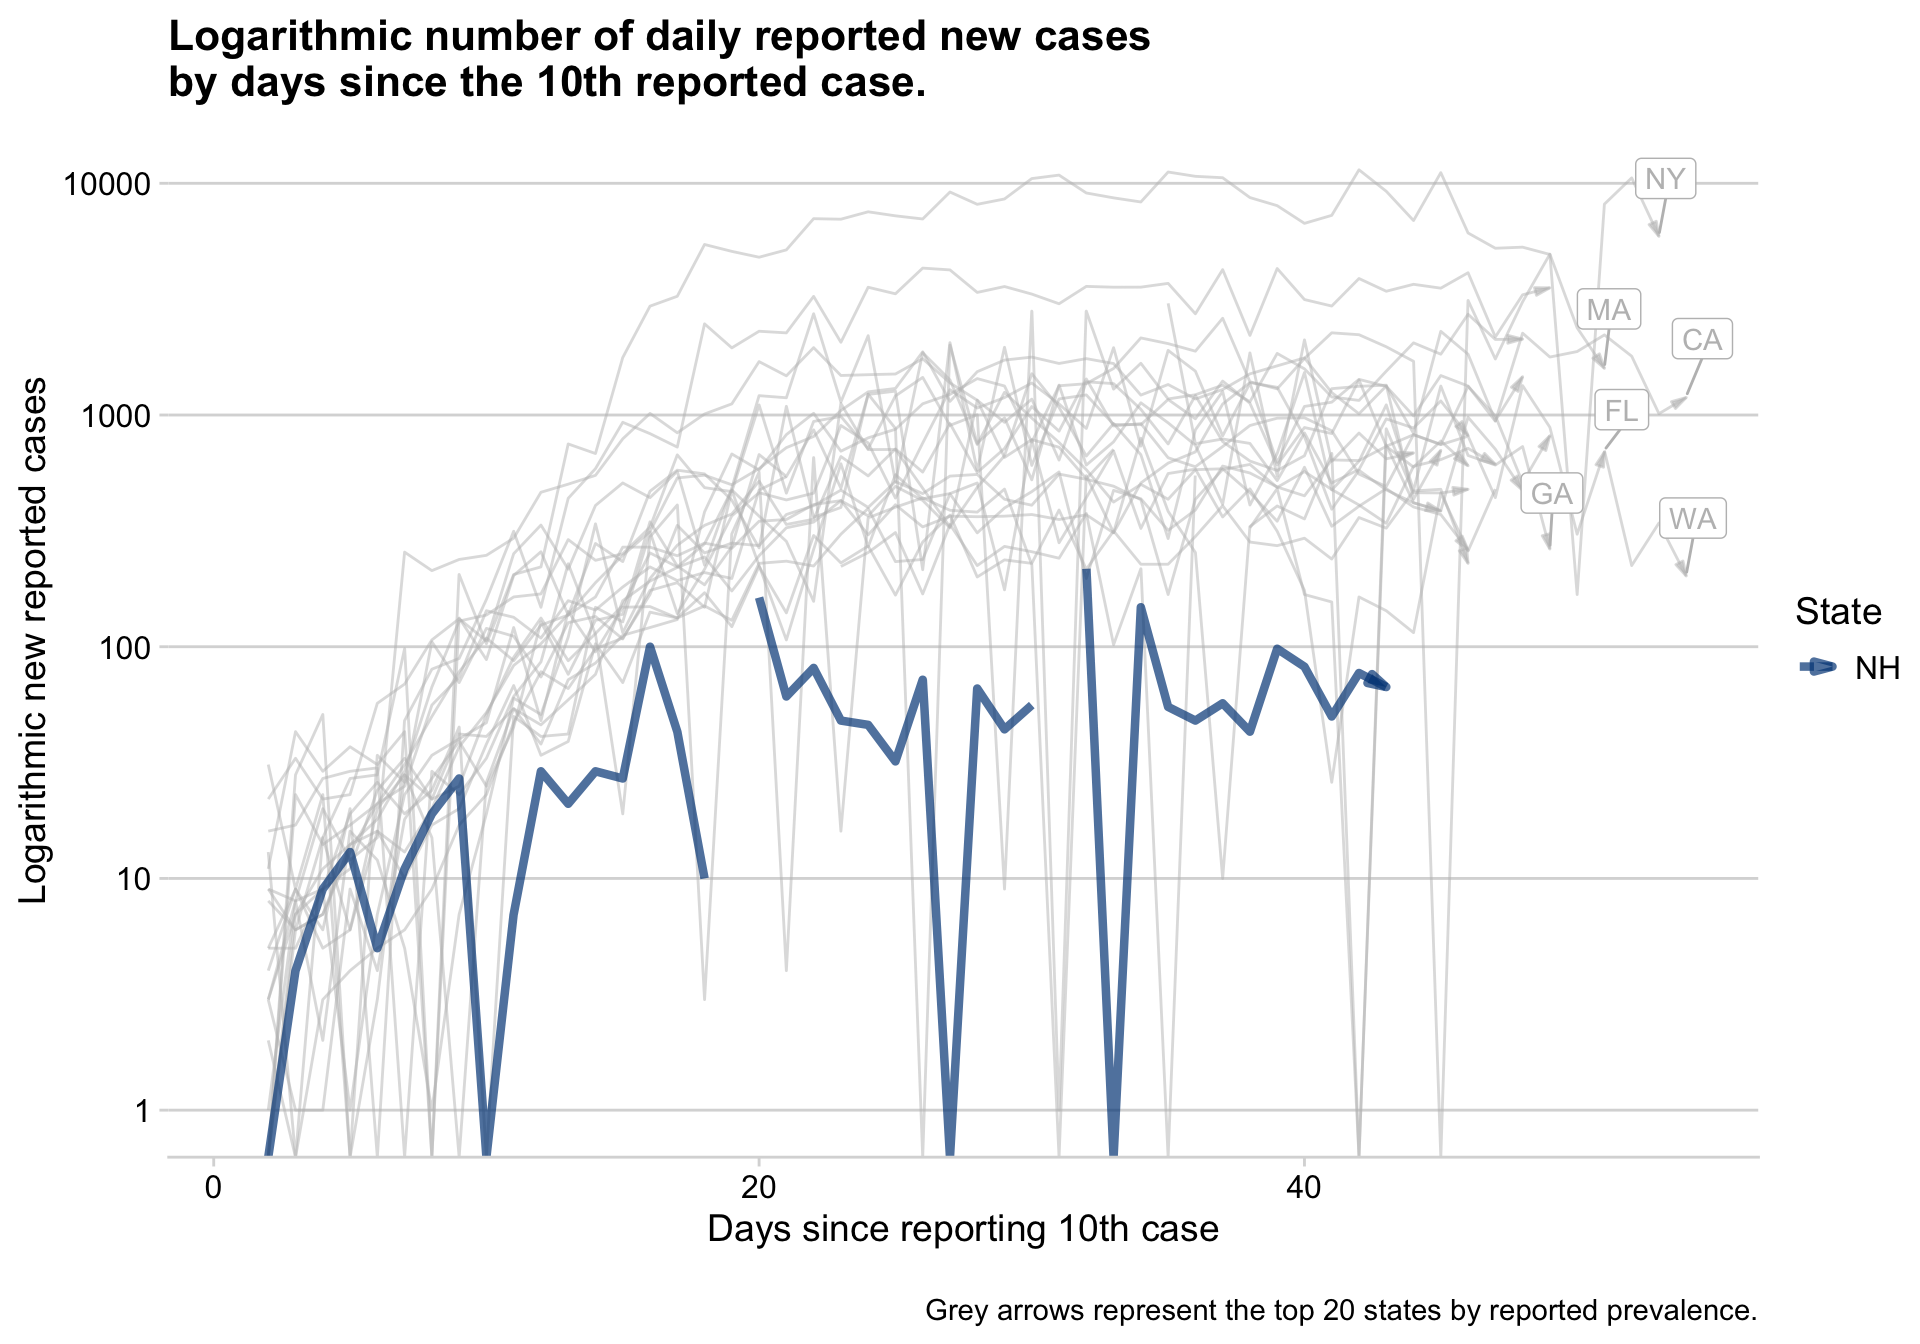 Logarithmic number of daily reported new cases
by days since the 10th reported case.
Logarithmic new reported cases
10000
1000
100
10
1
NY
MA
CA
FL
GA
WA
State
NH
0
20
40
Days since reporting 10th case
Grey arrows represent the top 20 states by reported prevalence.